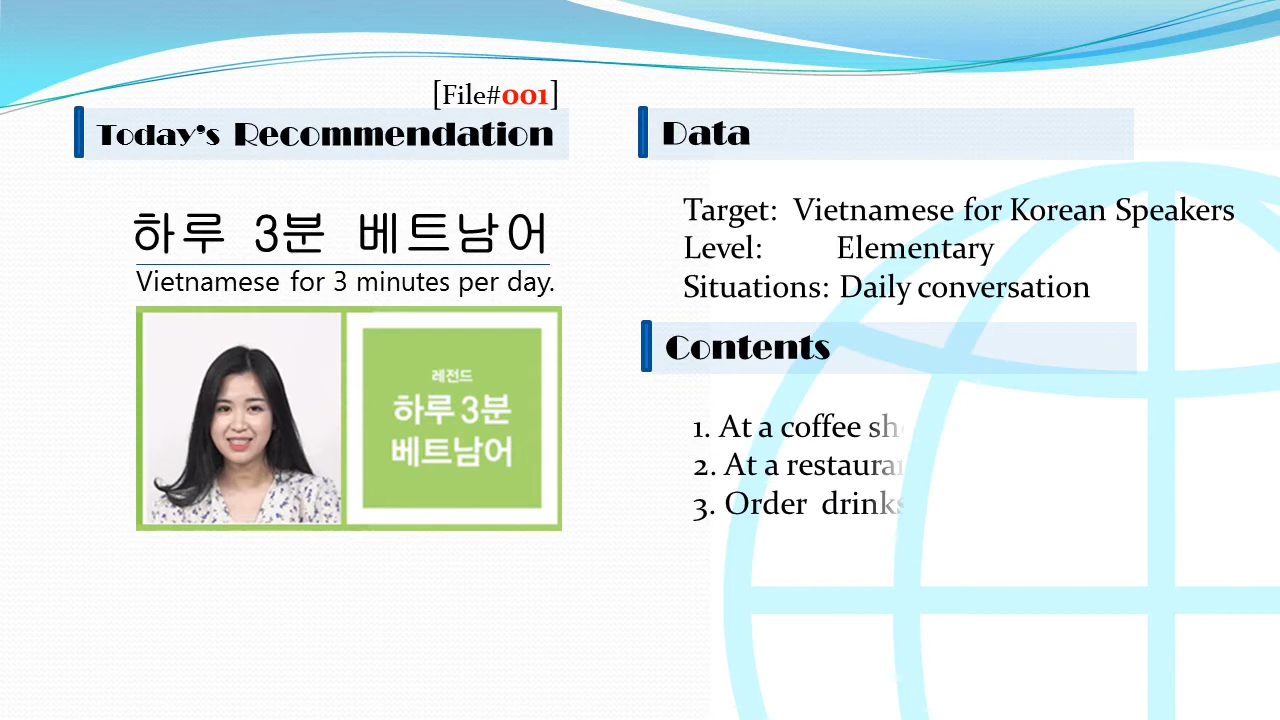 [File#001]
Today's Recommendation
하루 3분 베트남어
Vietnamese for 3 minutes per day.
레전드
하루 3분
베트남어
Data
Target: Vietnamese for Korean Speakers
Level: Elementary
Situations: Daily conversation
Contents
1. At a coffee
2. At a
3. Order drinks